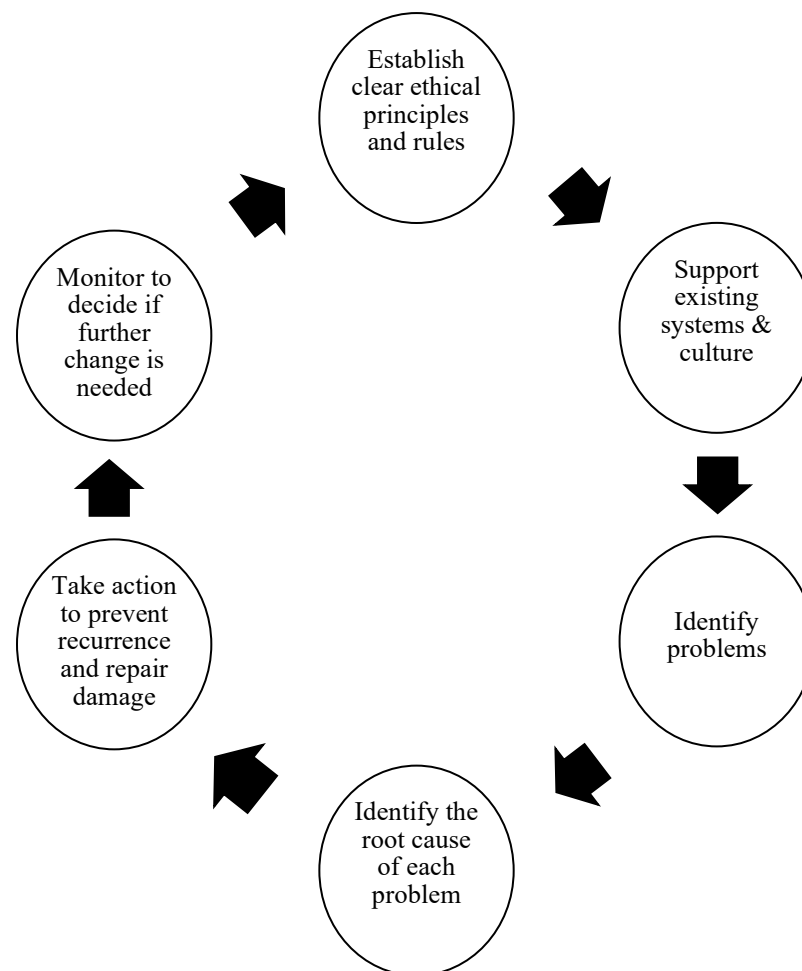 Establish
clear ethical
principles
and rules
Support
existing
systems &
culture
Identify
problems
Identify the
root cause
of each
problem
Take action
to prevent
recurrence
and repair
damage
Monitor to
decide if
further
change is
needed